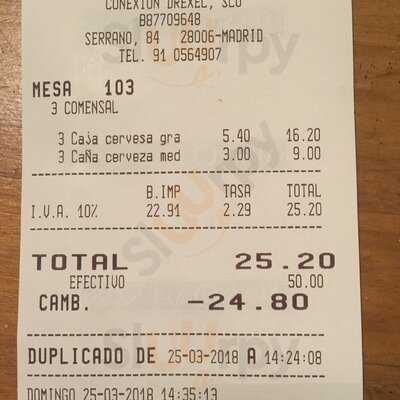 CONEXION DREXEL, SLU
B87709648
SERRANO, 84 28006-MADRID
TEL. 91 0564907
MESA 103
3 COMENSAL
3 Caja cervesa gra 5.40 16.20
3 Caña cerveza med 3.00 9.00
B.IMP TASA TOTAL
I.V.A. 10% 22.91 2.29 25.20
TOTAL 25.20
EFECTIVO 50.00
CAMB. -24.80
DUPLICADO DE 25-03-2018 A 14:24:08
DOMINGO 25-03-2018 14:35:13